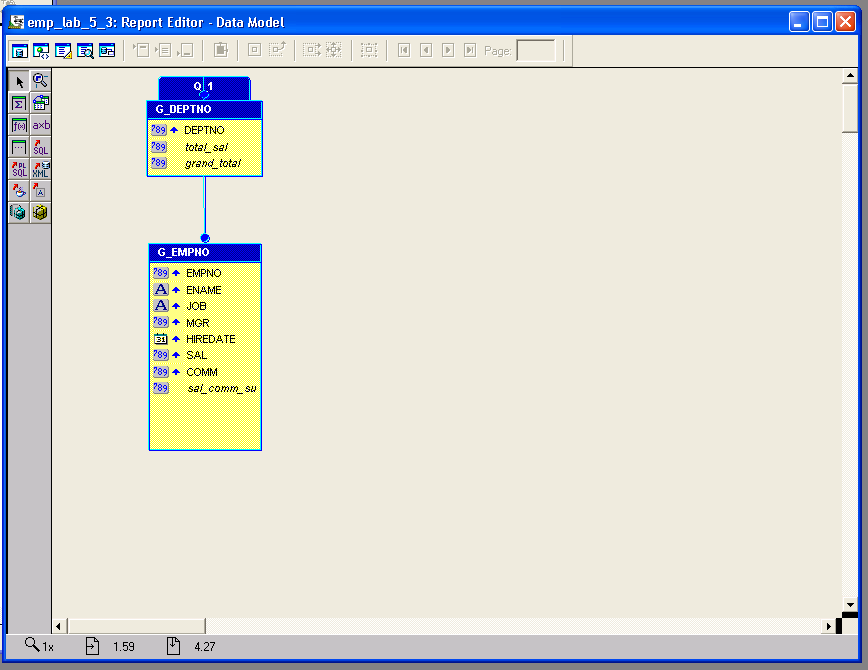 emp_lab_5_3: Report Editor - Data Model
Page:
Q_1
G_DEPTNO
DEPTNO
total_sal
grand_total
G_EMPNO
EMPNO
ENAME
JOB
MGR
HIREDATE
SAL
COMM
sal_comm_su
1x
1.59
4.27